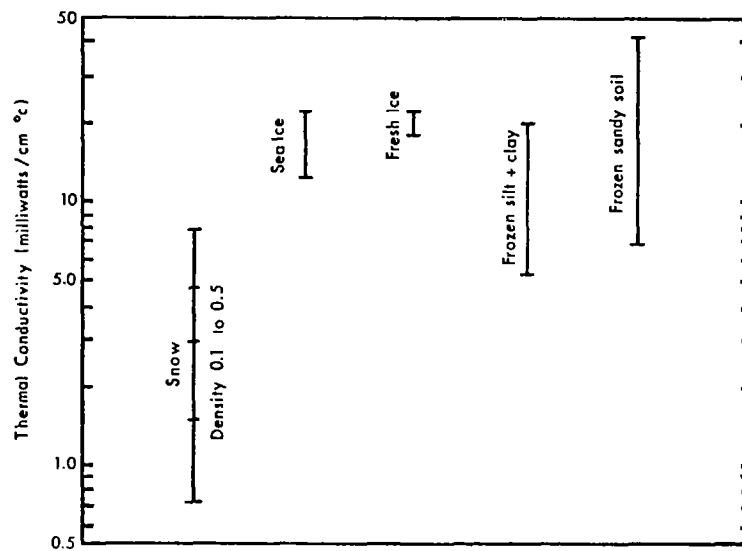 Thermal Conductivity (milliwatts/cm °c)
50
10
5.0
1.0
0.5
Snow
Density 0.1 to 0.5
Sea Ice
Fresh Ice
Frozen silt + clay
Frozen sandy soil